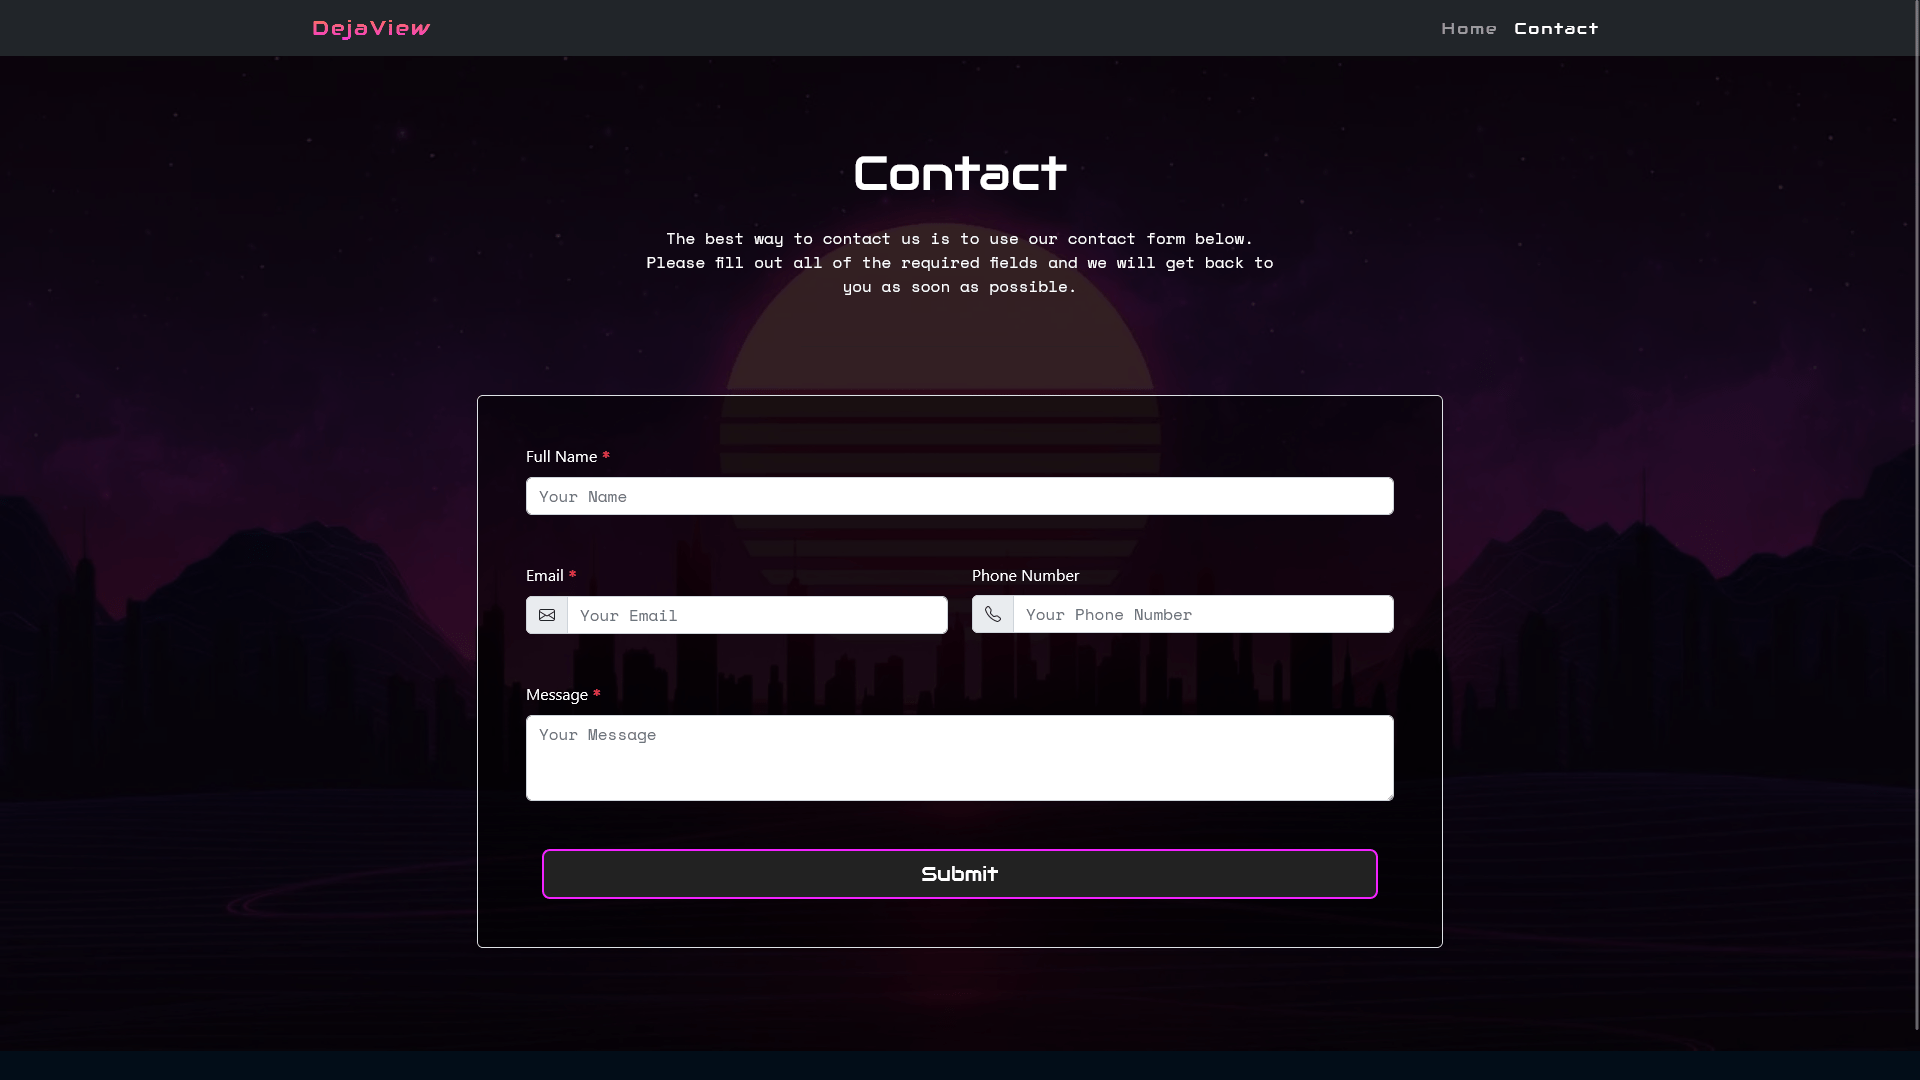 DejaView
Home Contact
Contact
The best way to contact us is to use our contact form below.
Please fill out all of the required fields and we will get back to
you as soon as possible.
Full Name *
Your Name
Email *
Phone Number
Your Email
Your Phone Number
Message *
Your Message
Submit